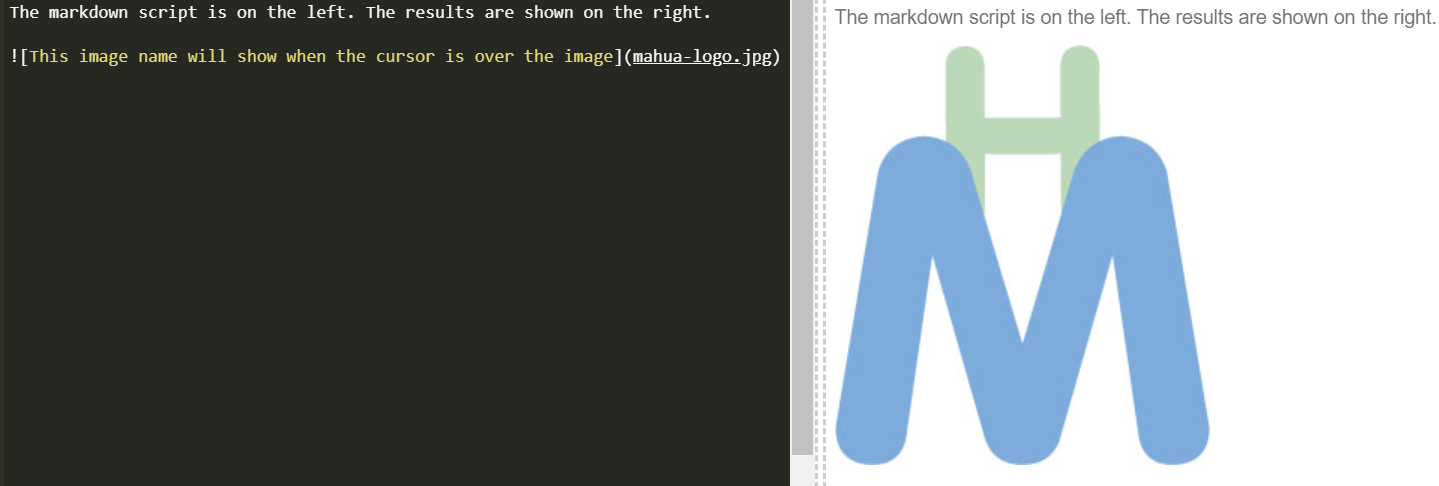 The markdown script is on the left. The results are shown on the right.
![This image name will show when the cursor is over the image](mahua-logo.jpg)
The markdown script is on the left. The results are shown on the right.
H
M